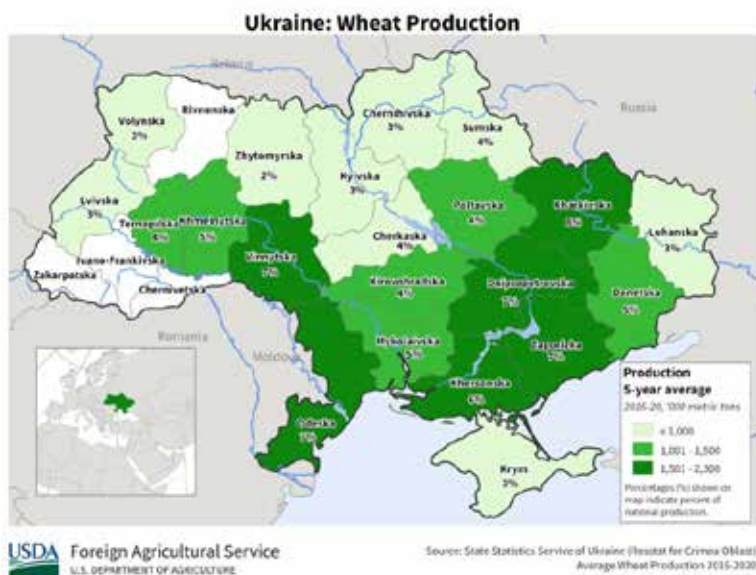 Ukraine: Wheat Production
Belarus
Russia
Volynska
2%
Rivnenska
Chernihivska
3%
Sumska
4%
Zhytomyrska
2%
Kyivska
3%
Lvivska
3%
Ternopilska
4%
Khmelnytska
5%
Poltavska
Kharkivska
8%
Luhanska
3%
Cherkaska
4%
Vinnytska
7%
Ivano-Frankivska
Zakarpatska
Chernivetska
Kirovohradska
4%
Dnipropetrovska
7%
Donetska
5%
Romania
Moldova
Mykolaivska
5%
Zaporizka
7%
Khersonska
6%
Odeska
7%
Krym
3%
Production
5-year average
2016-20, '000 metric tons
≤ 1,000
1,001 - 1,500
1,501 - 2,300
Percentages (%) shown on
map indicate percent of
national production.
USDA
Foreign Agricultural Service
U.S. DEPARTMENT OF AGRICULTURE
Source: State Statistics Service of Ukraine (Rosstat for Crimea Oblast)
Average Wheat Production 2016-2020